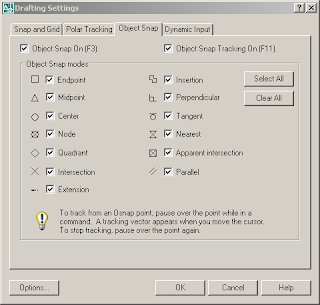 Drafting Settings
Snap and Grid Polar Tracking Object Snap Dynamic Input
Object Snap On (F3) Object Snap Tracking On (F11)
Object Snap modes
Endpoint Insertion Select All
Midpoint Perpendicular Clear All
Center Tangent
Node Nearest
Quadrant Apparent intersection
Intersection Parallel
Extension
To track from an Osnap point, pause over the point while in a
command. A tracking vector appears when you move the cursor.
To stop tracking, pause over the point again.
Options... OK Cancel Help